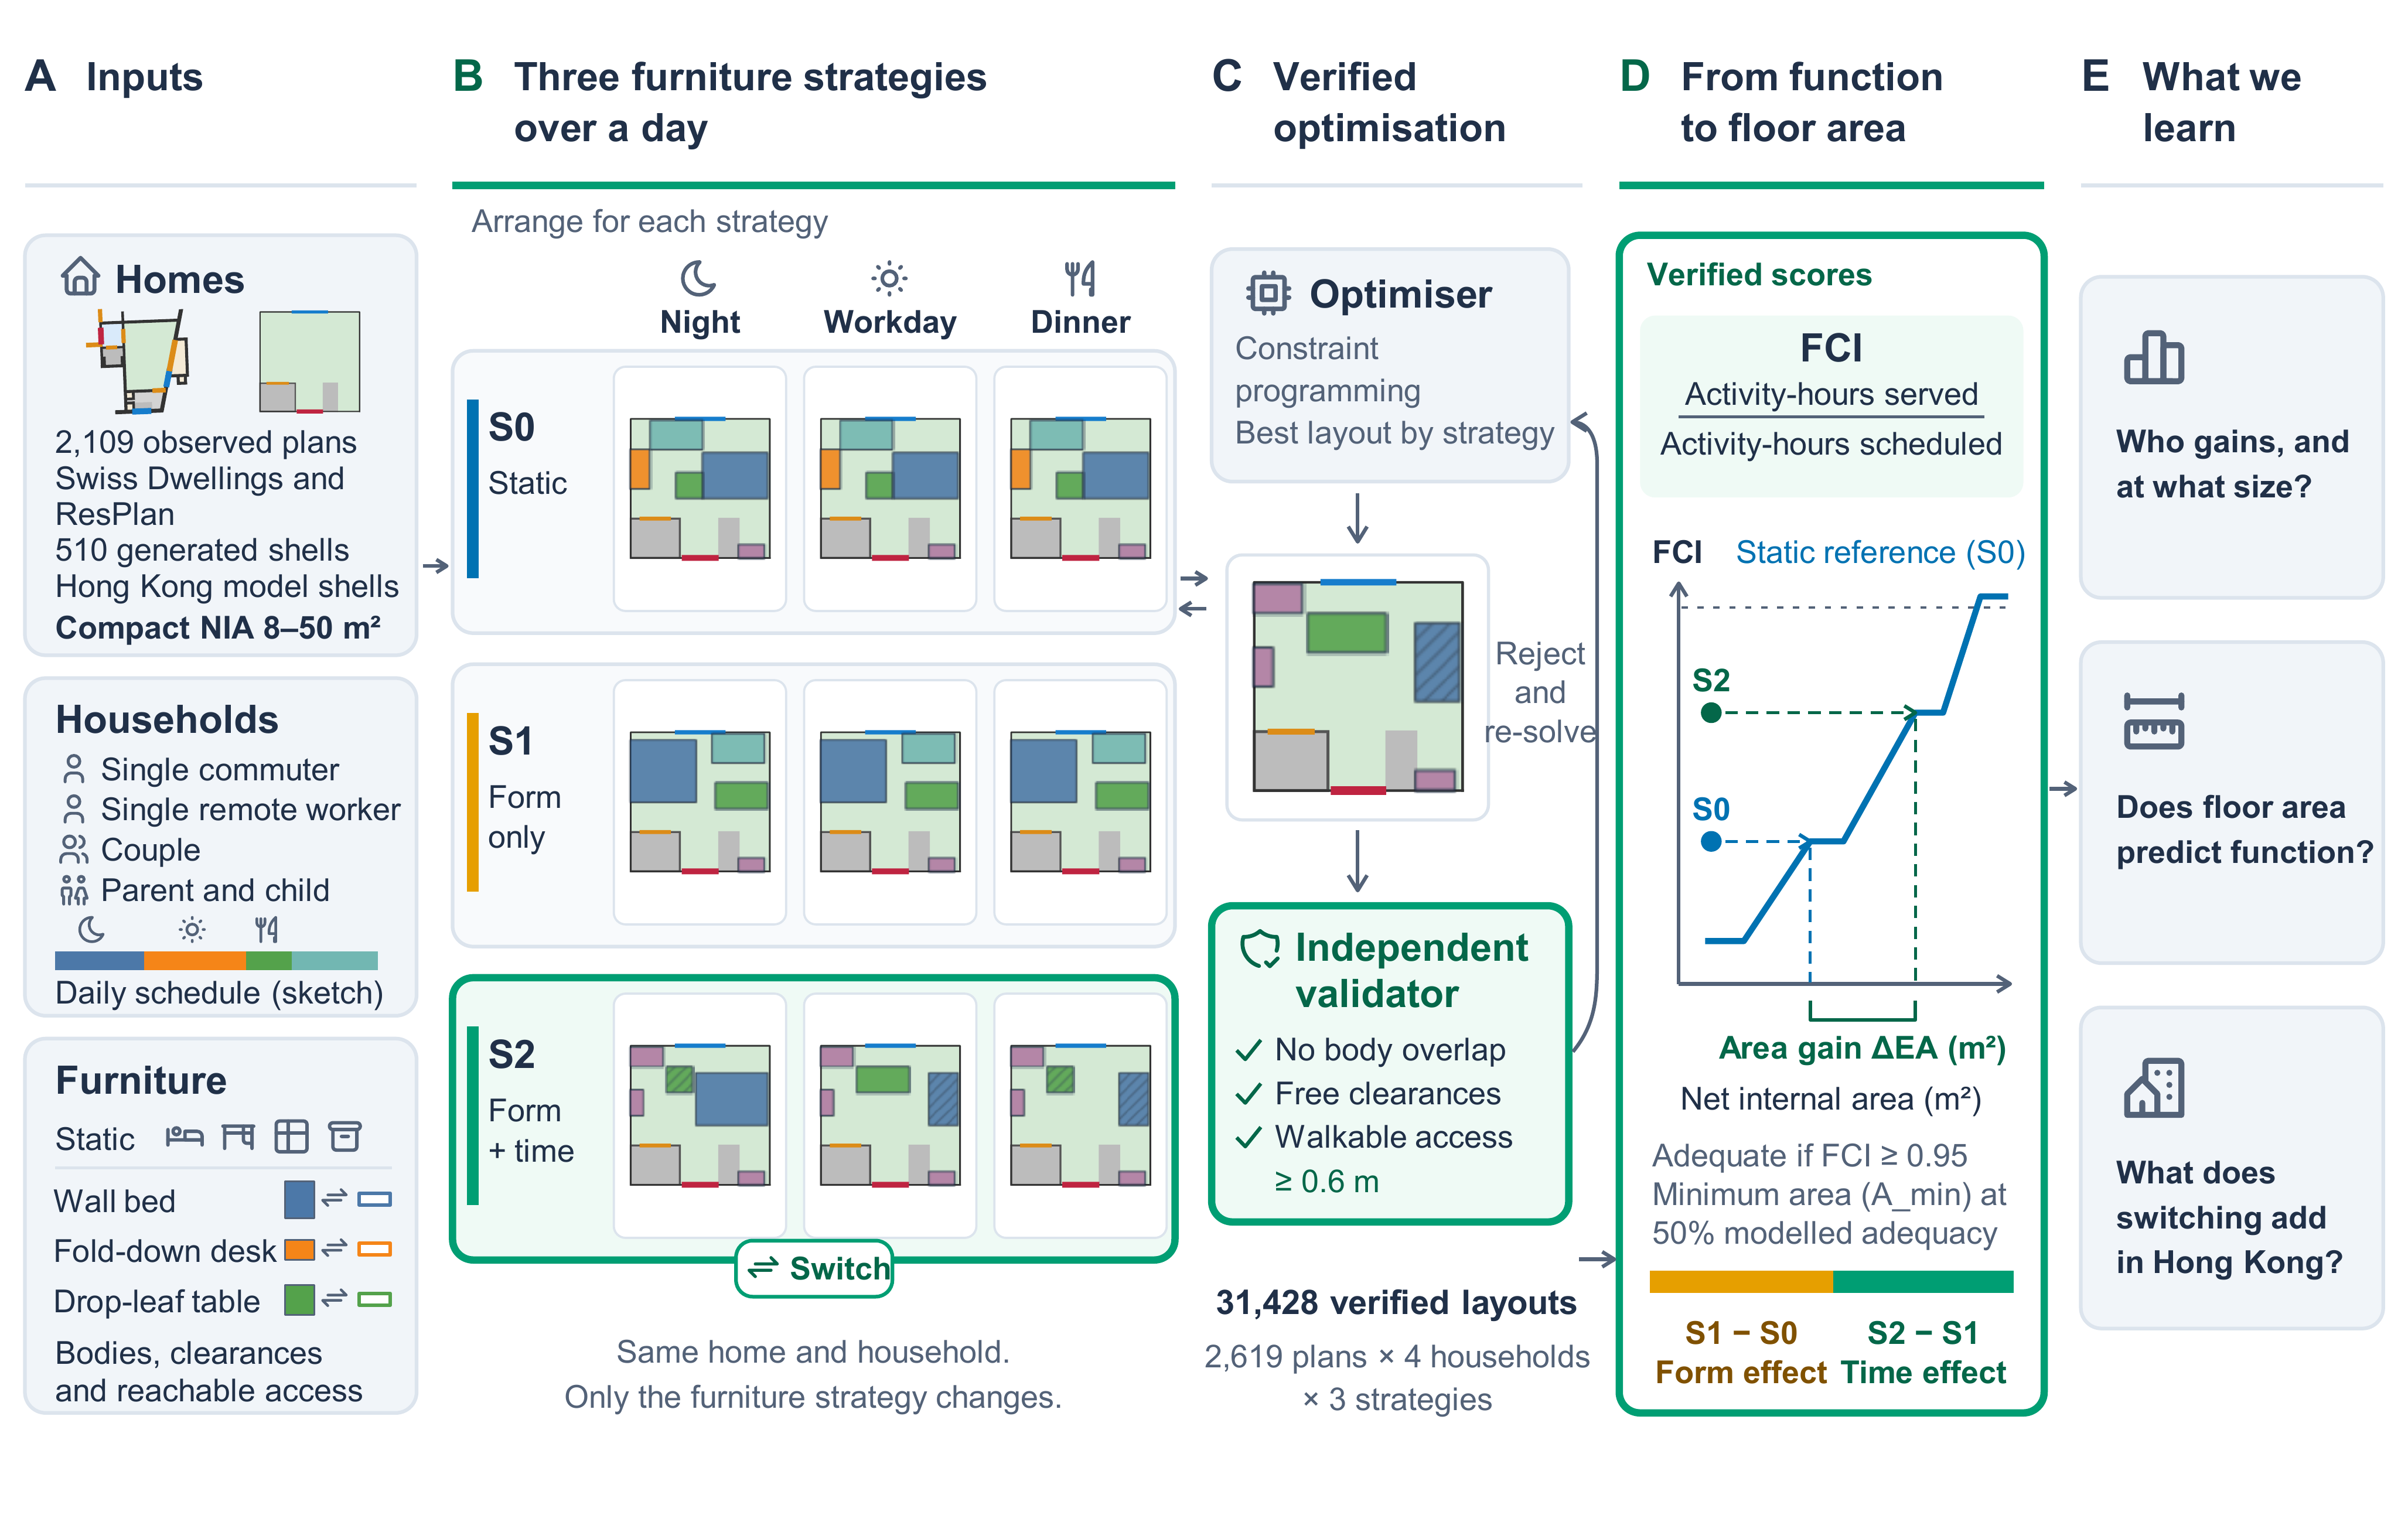 A Inputs
Homes
2,109 observed plans
Swiss Dwellings and
ResPlan
510 generated shells
Hong Kong model shells
Compact NIA 8–50 m²
Households
Single commuter
Single remote worker
Couple
Parent and child
Daily schedule (sketch)
Furniture
Static
Wall bed
Fold-down desk
Drop-leaf table
Bodies, clearances
and reachable access
B Three furniture strategies
over a day
Arrange for each strategy
Night Workday Dinner
S0
Static
S1
Form
only
S2
Form
+ time
Switch
Same home and household.
Only the furniture strategy changes.
C Verified
optimisation
Optimiser
Constraint
programming
Best layout by strategy
Reject
and
re-solve
Independent
validator
No body overlap
Free clearances
Walkable access
≥ 0.6 m
31,428 verified layouts
2,619 plans × 4 households
× 3 strategies
D From function
to floor area
Verified scores
FCI
Activity-hours served
Activity-hours scheduled
FCI Static reference (S0)
S2
S0
Area gain ΔEA (m²)
Net internal area (m²)
Adequate if FCI ≥ 0.95
Minimum area (A_min) at
50% modelled adequacy
S1 − S0 S2 − S1
Form effect Time effect
E What we
learn
Who gains, and
at what size?
Does floor area
predict function?
What does
switching add
in Hong Kong?